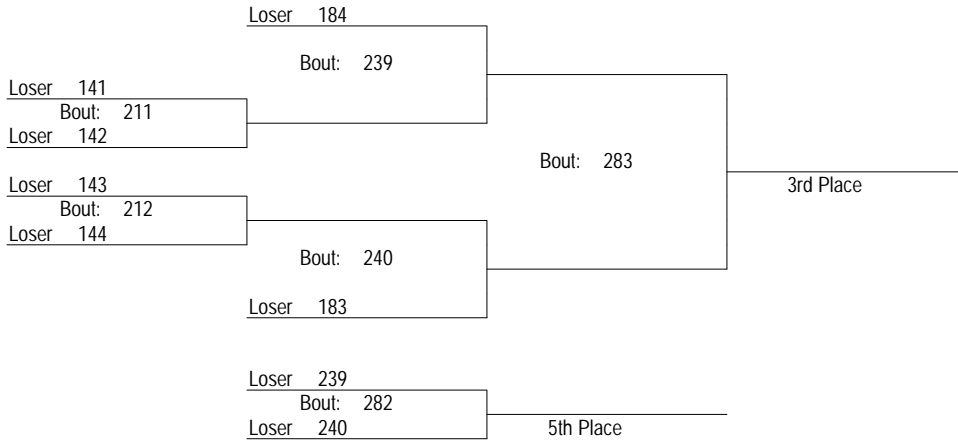 Loser 184
Bout: 239
Loser 141
Bout: 211
Loser 142
Bout: 283
Loser 143
3rd Place
Bout: 212
Loser 144
Bout: 240
Loser 183
Loser 239
Bout: 282
Loser 240
5th Place